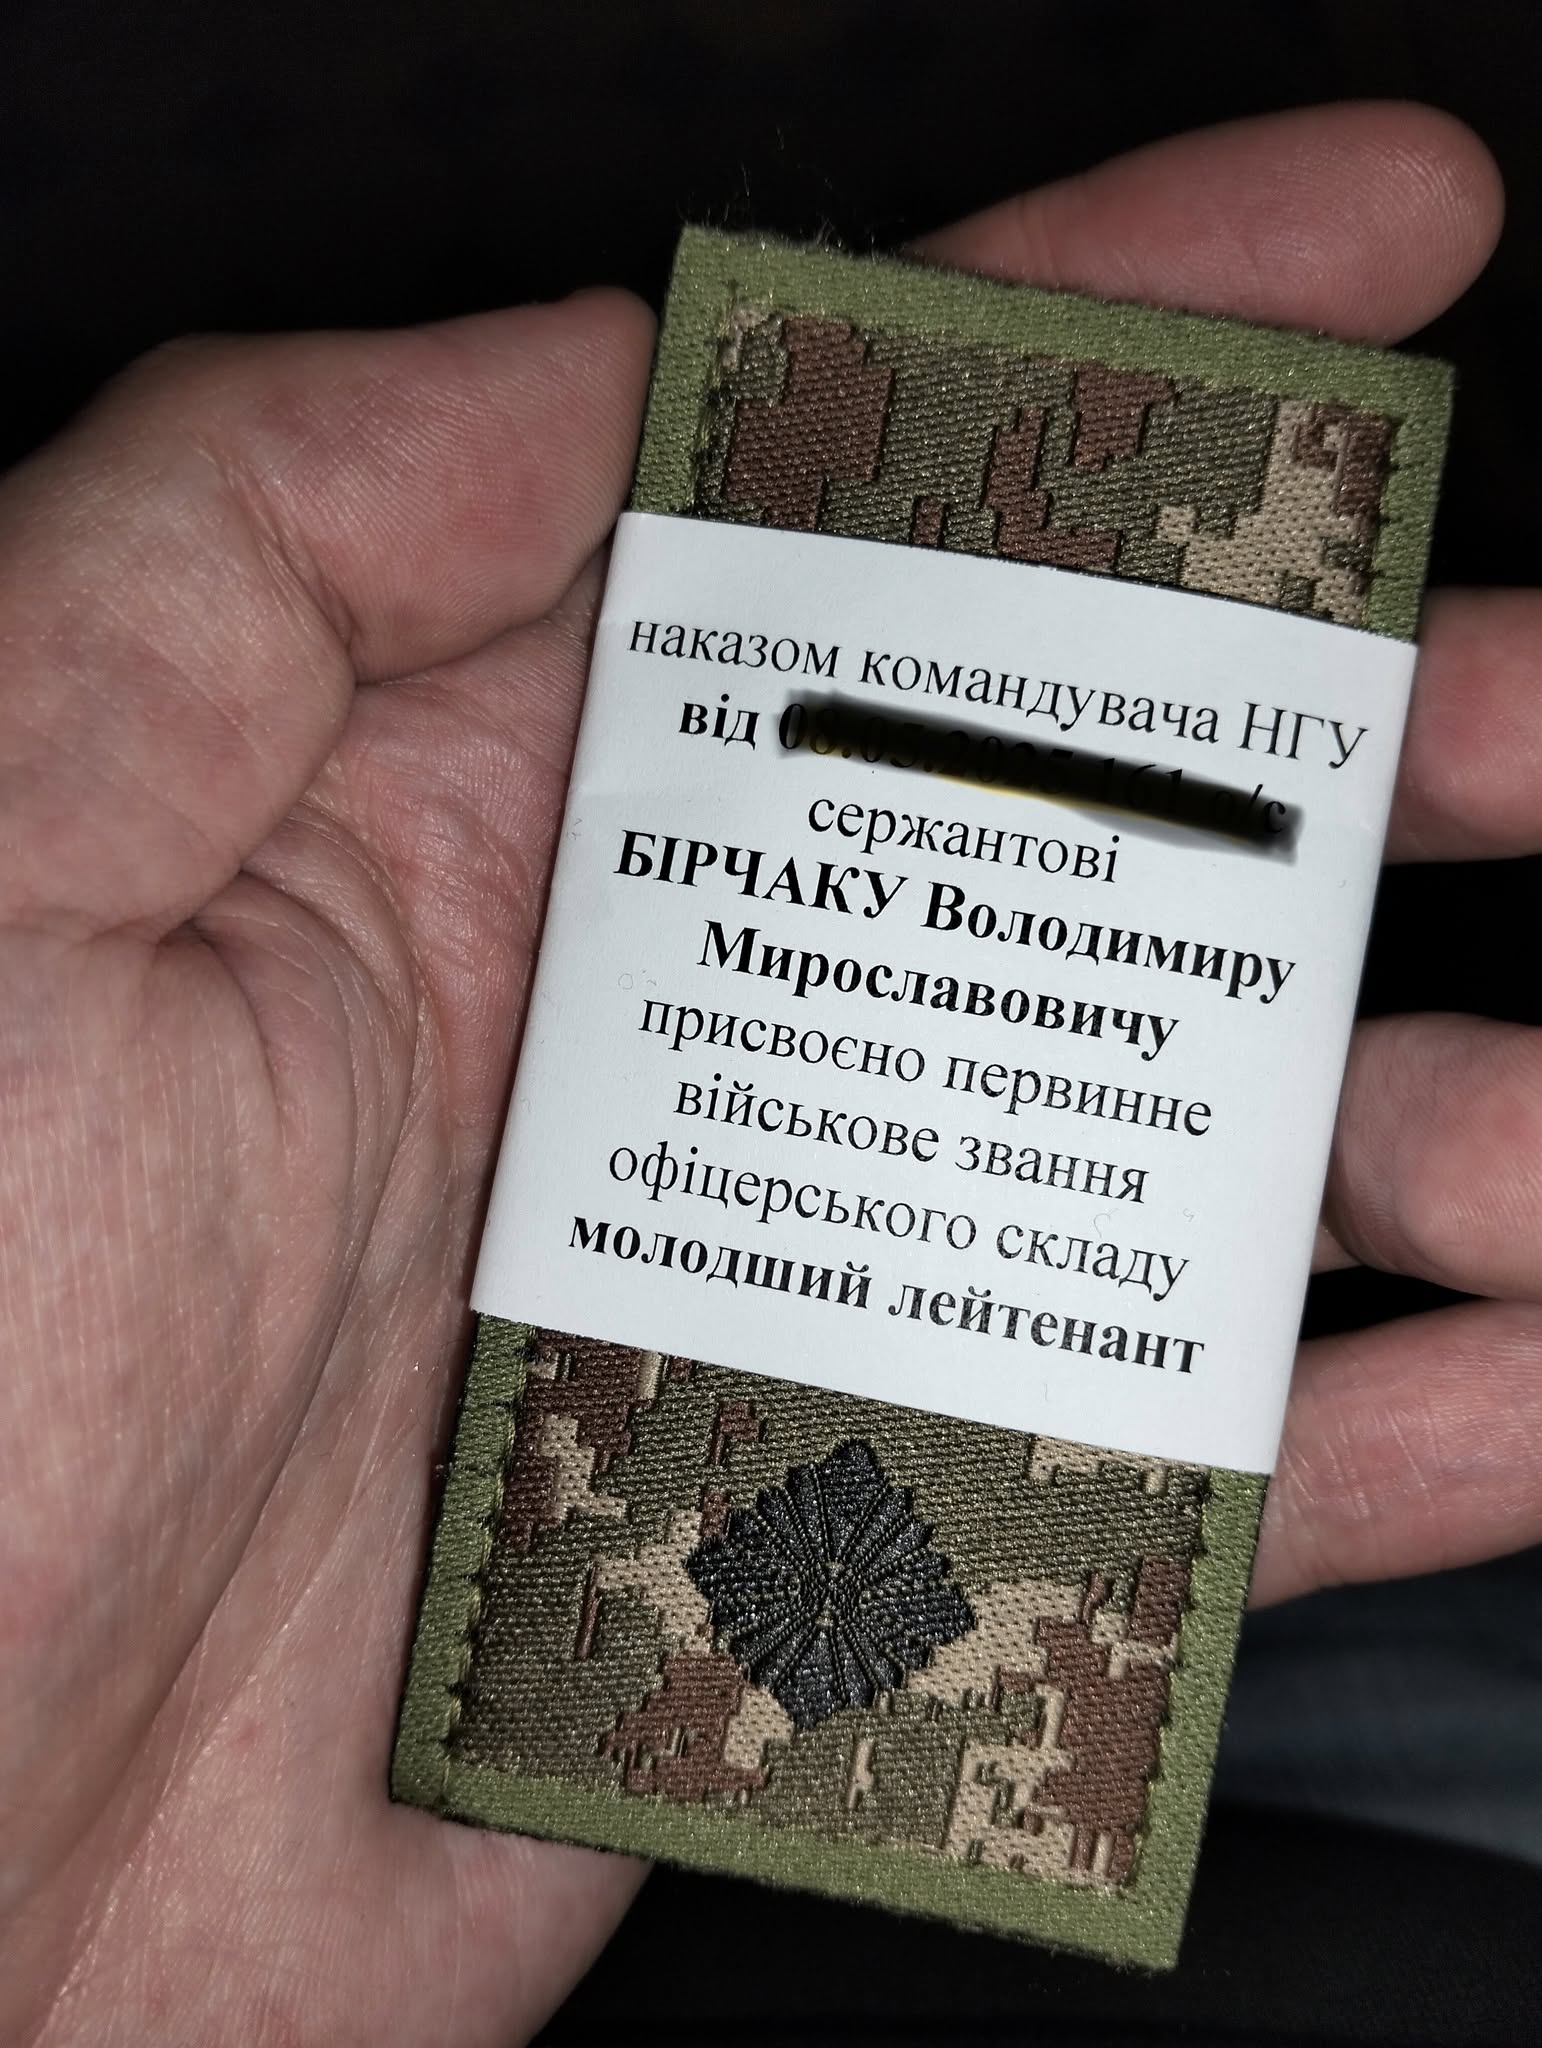 наказом командувача НГУ
від
сержантові
БІРЧАКУ Володимиру
Мирославовичу
присвоєно первинне
військове звання
офіцерського складу
молодший лейтенант